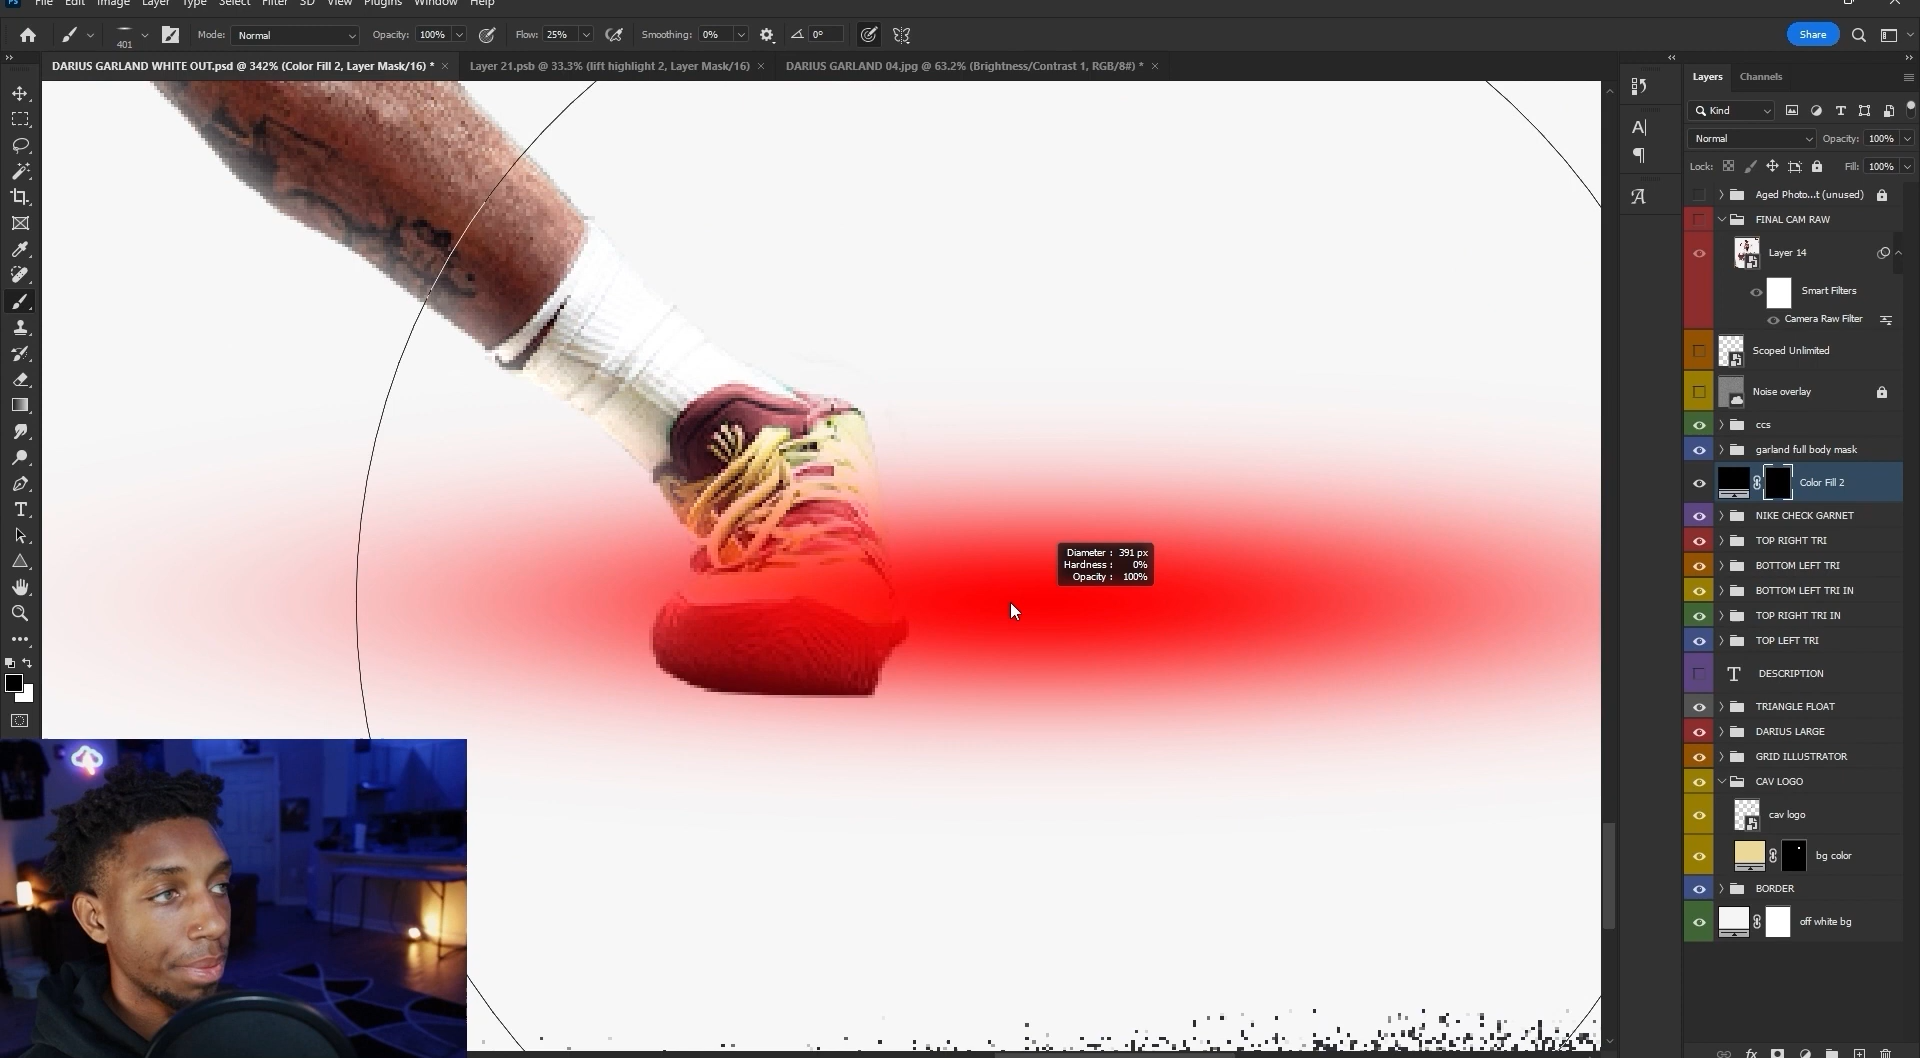 Ps File Edit Image Layer Type Select Filter 3D View Plugins Window Help
401 Mode: Normal Opacity: 100% Flow: 25% Smoothing: 0% 0° Share
DARIUS GARLAND WHITE OUT.psd @ 342% (Color Fill 2, Layer Mask/16) * × Layer 21.psb @ 33.3% (lift highlight 2, Layer Mask/16) × DARIUS GARLAND 04.jpg @ 63.2% (Brightness/Contrast 1, RGB/8#) * ×
Layers Channels
Kind
Normal Opacity: 100%
Lock: Fill: 100%
Aged Photo...t (unused)
FINAL CAM RAW
Layer 14
Smart Filters
Camera Raw Filter
Scoped Unlimited
Noise overlay
ccs
garland full body mask
Color Fill 2
NIKE CHECK GARNET
TOP RIGHT TRI
BOTTOM LEFT TRI
BOTTOM LEFT TRI IN
TOP RIGHT TRI IN
TOP LEFT TRI
DESCRIPTION
TRIANGLE FLOAT
DARIUS LARGE
GRID ILLUSTRATOR
CAV LOGO
cav logo
bg color
BORDER
off white bg
fx
Diameter : 391 px
Hardness : 0%
Opacity : 100%